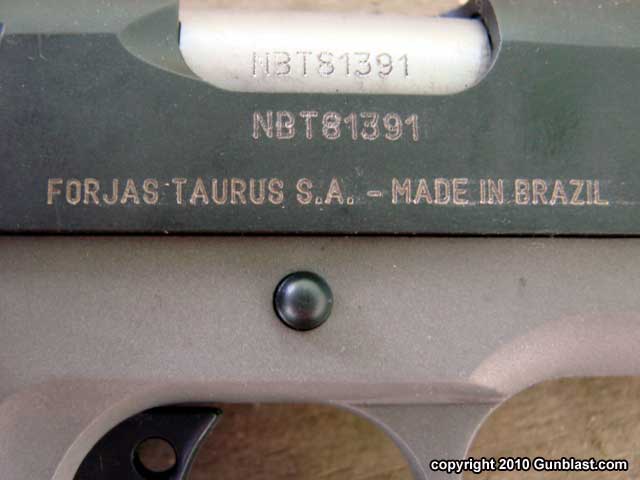 NBT81391
NBT81391
FORJAS TAURUS S.A. - MADE IN BRAZIL
copyright 2010 Gunblast.com